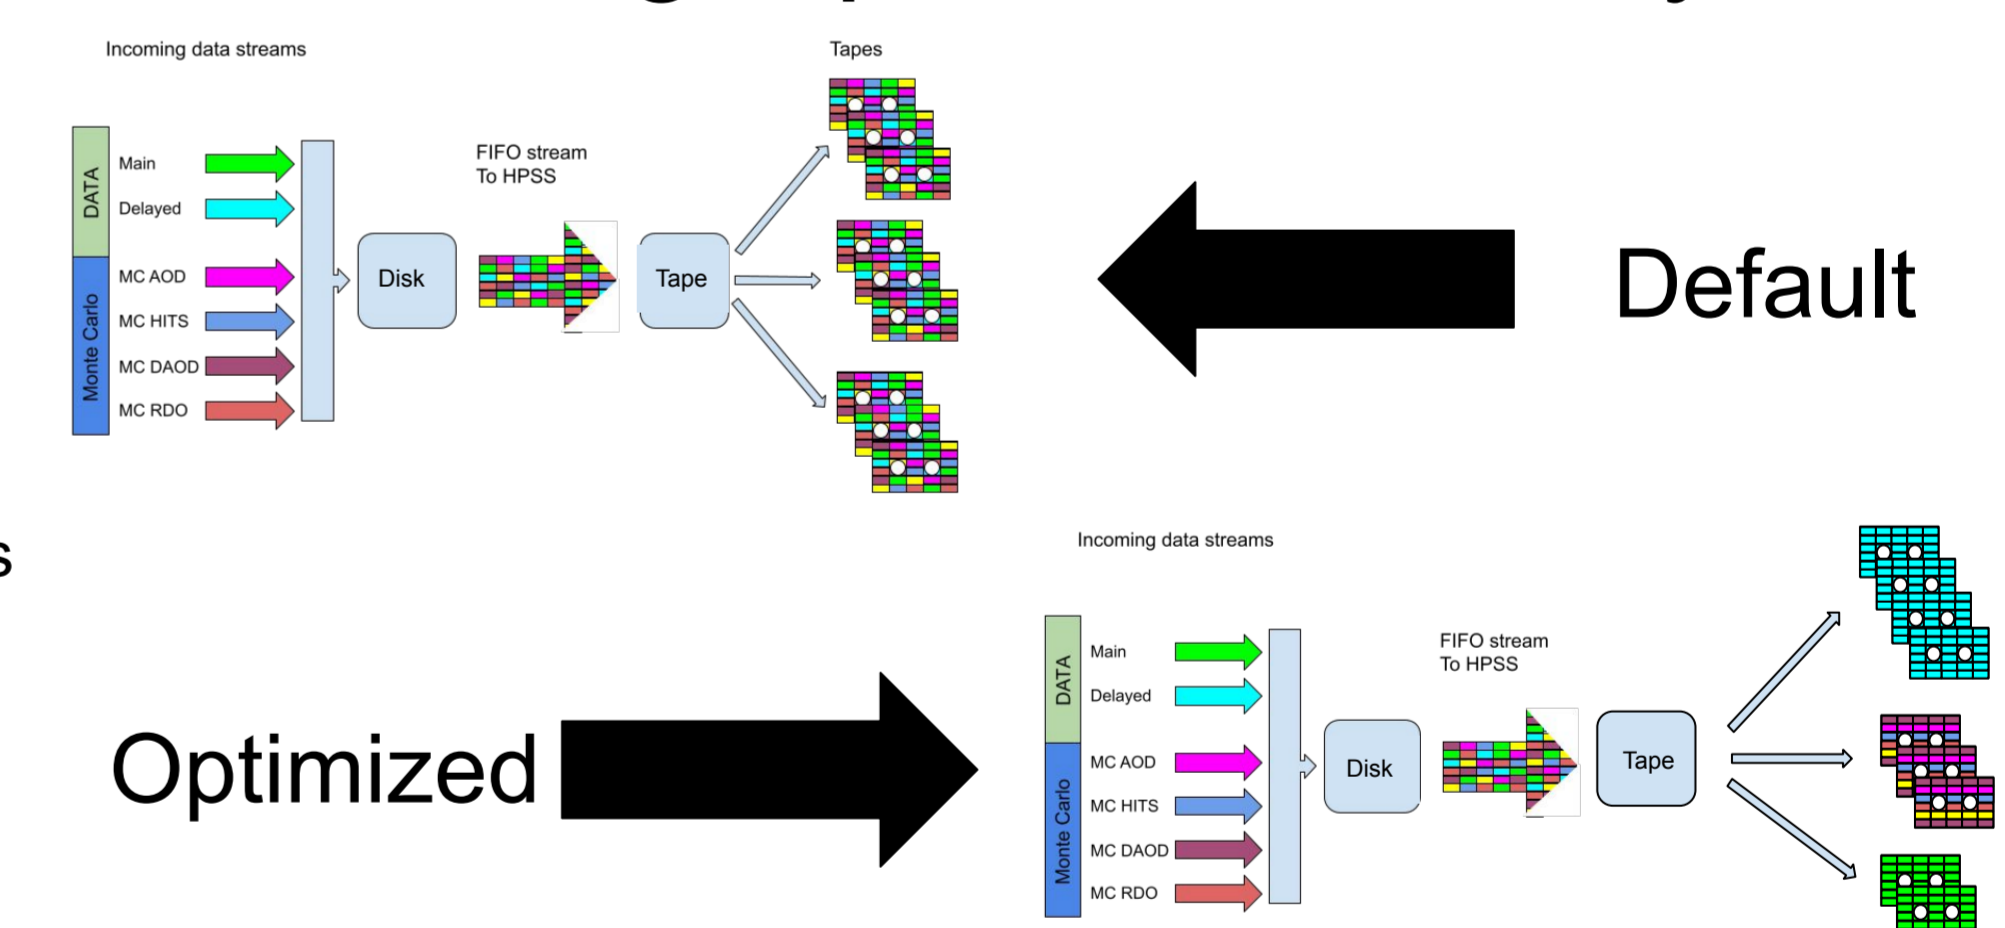 Incoming data streams
Tapes
DATA
Main
Delayed
Monte Carlo
MC AOD
MC HITS
MC DAOD
MC RDO
Disk
FIFO stream
To HPSS
Tape
Default
s
Optimized
Incoming data streams
DATA
Main
Delayed
Monte Carlo
MC AOD
MC HITS
MC DAOD
MC RDO
Disk
FIFO stream
To HPSS
Tape